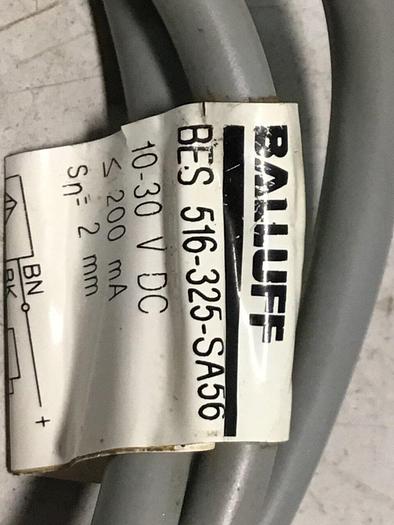 BALLUFF
BES 516-325-SA56
10-30 V DC
≤ 200 mA
Sn= 2 mm
BN
BK
+